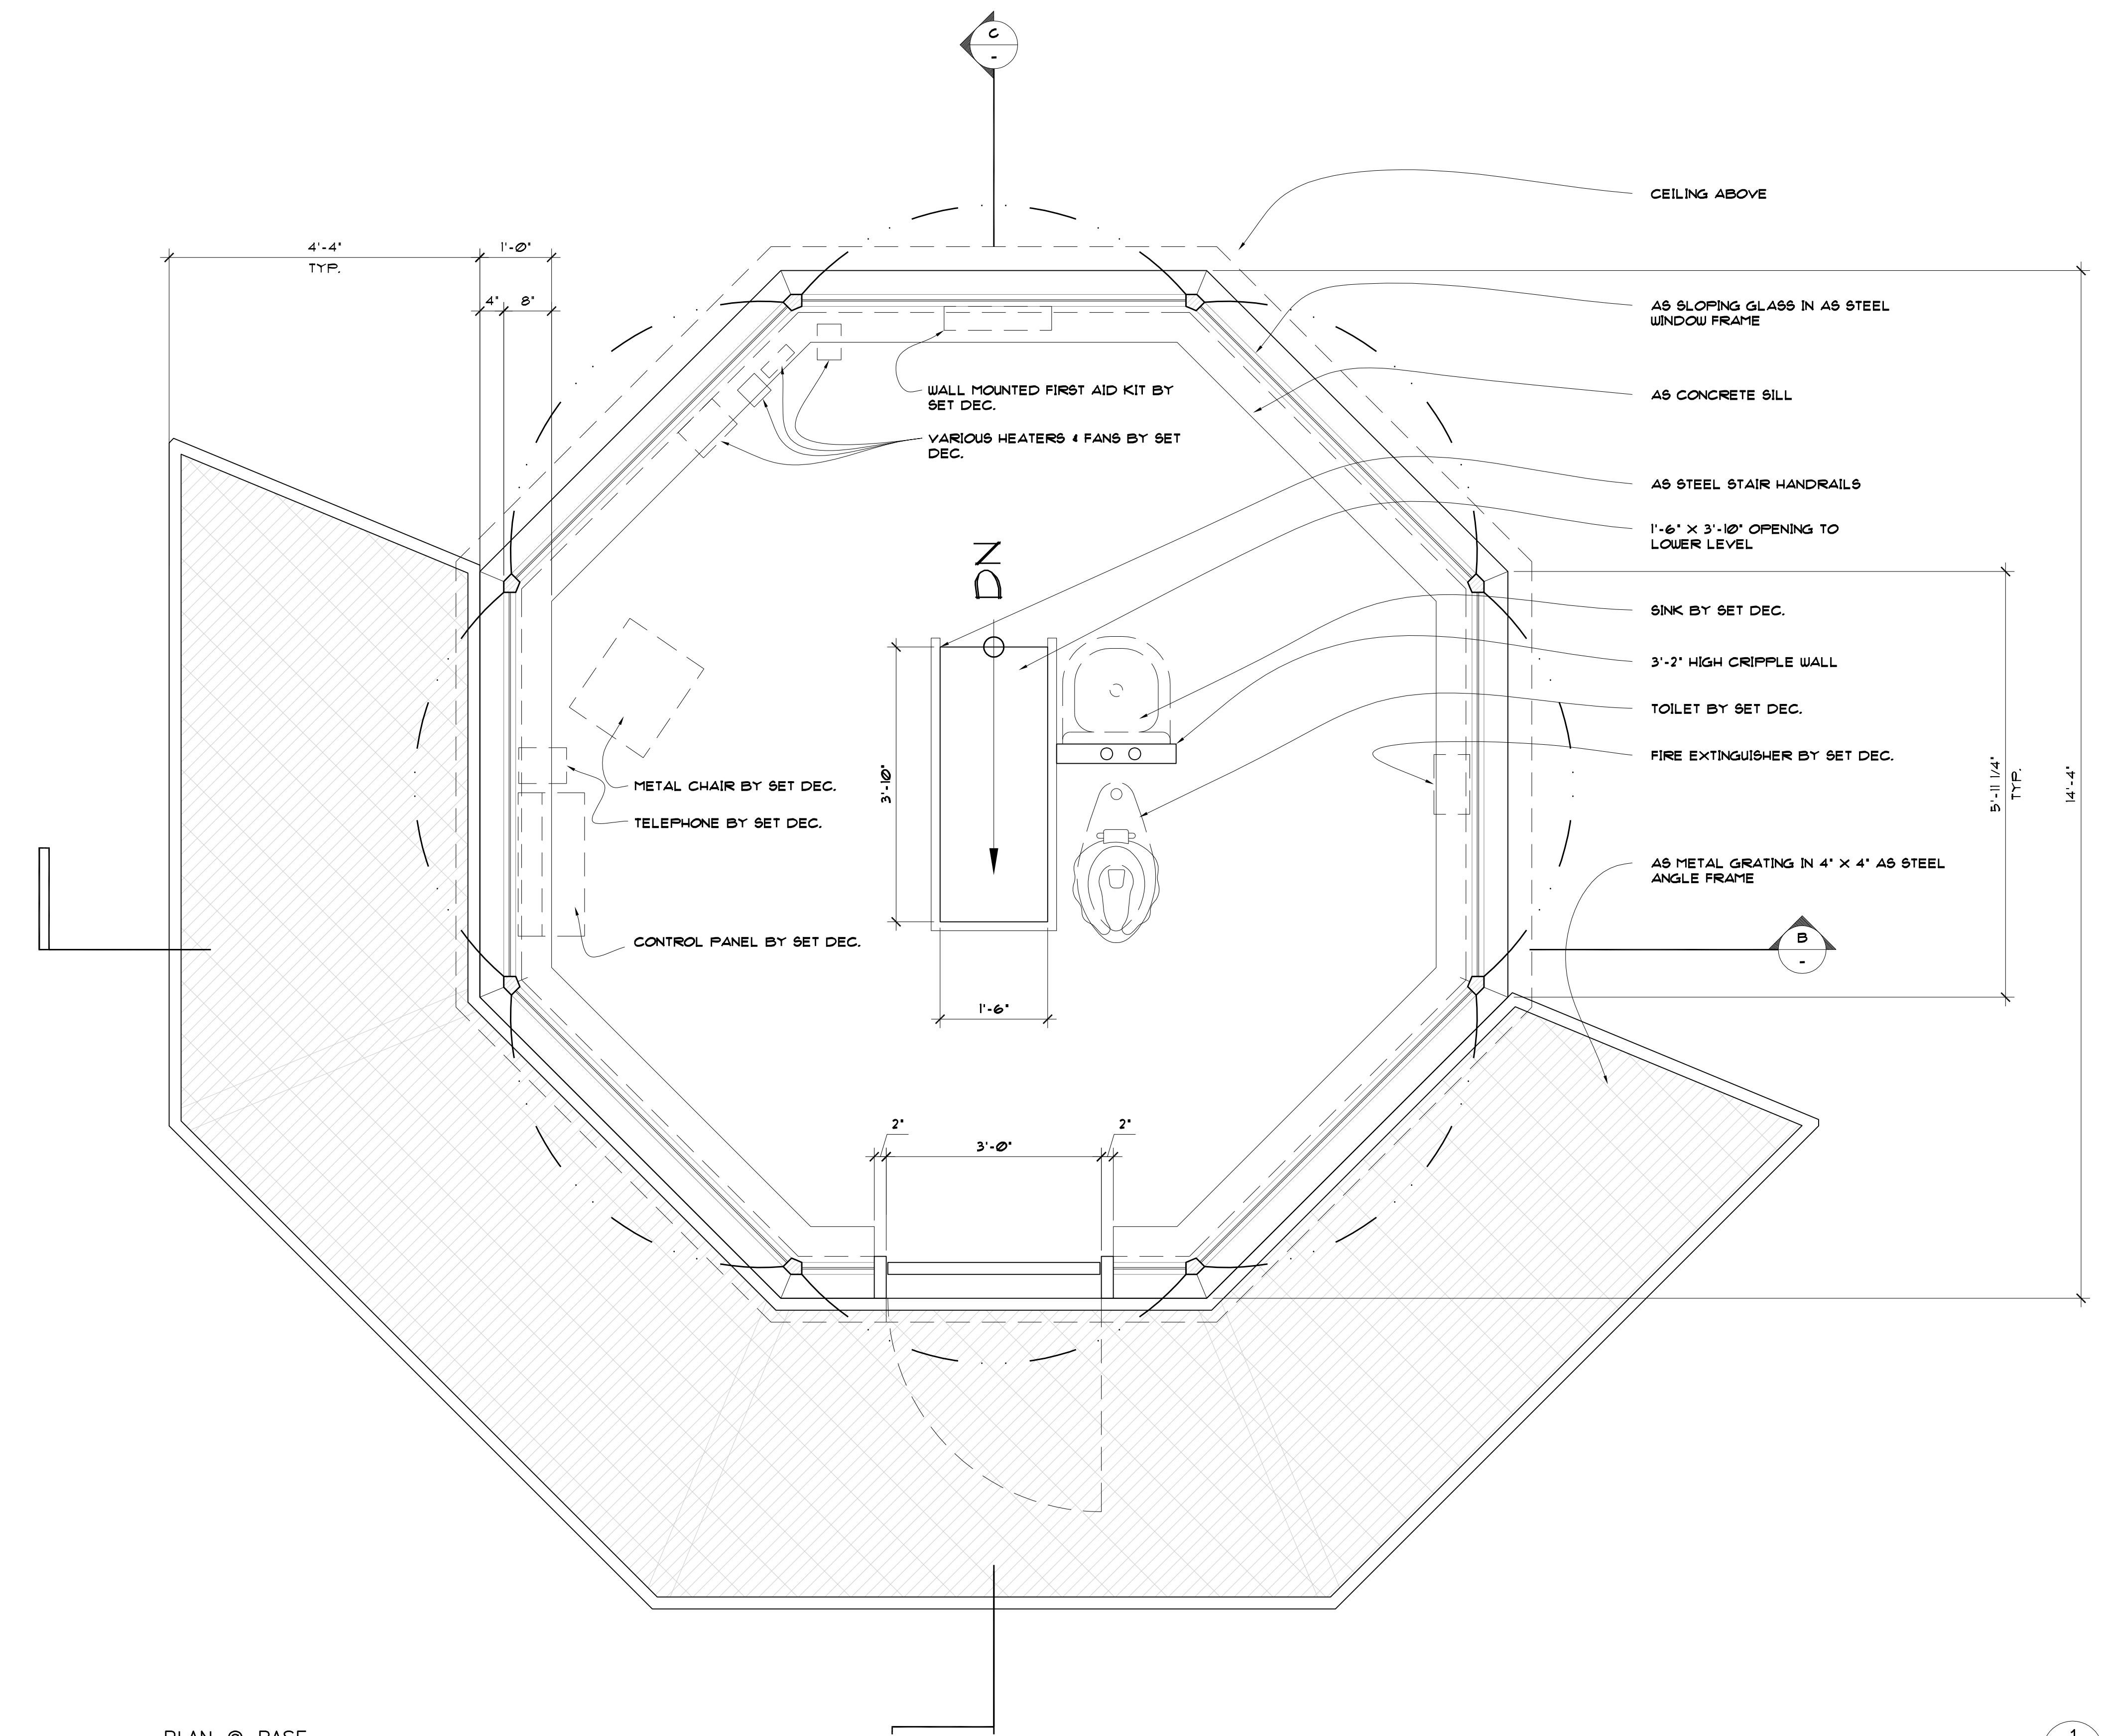 C
-
CEILING ABOVE
4'-4"
TYP.
1'-0"
4"
8"
AS SLOPING GLASS IN AS STEEL
WINDOW FRAME
WALL MOUNTED FIRST AID KIT BY
SET DEC.
AS CONCRETE SILL
VARIOUS HEATERS & FANS BY SET
DEC.
AS STEEL STAIR HANDRAILS
1'-6" X 3'-10" OPENING TO
LOWER LEVEL
DN
SINK BY SET DEC.
3'-2" HIGH CRIPPLE WALL
TOILET BY SET DEC.
FIRE EXTINGUISHER BY SET DEC.
3'-10"
METAL CHAIR BY SET DEC.
TELEPHONE BY SET DEC.
5'-11 1/4"
TYP.
14'-4"
AS METAL GRATING IN 4" X 4" AS STEEL
ANGLE FRAME
CONTROL PANEL BY SET DEC.
B
-
1'-6"
2"
3'-0"
2"
PLAN @ BASE
1